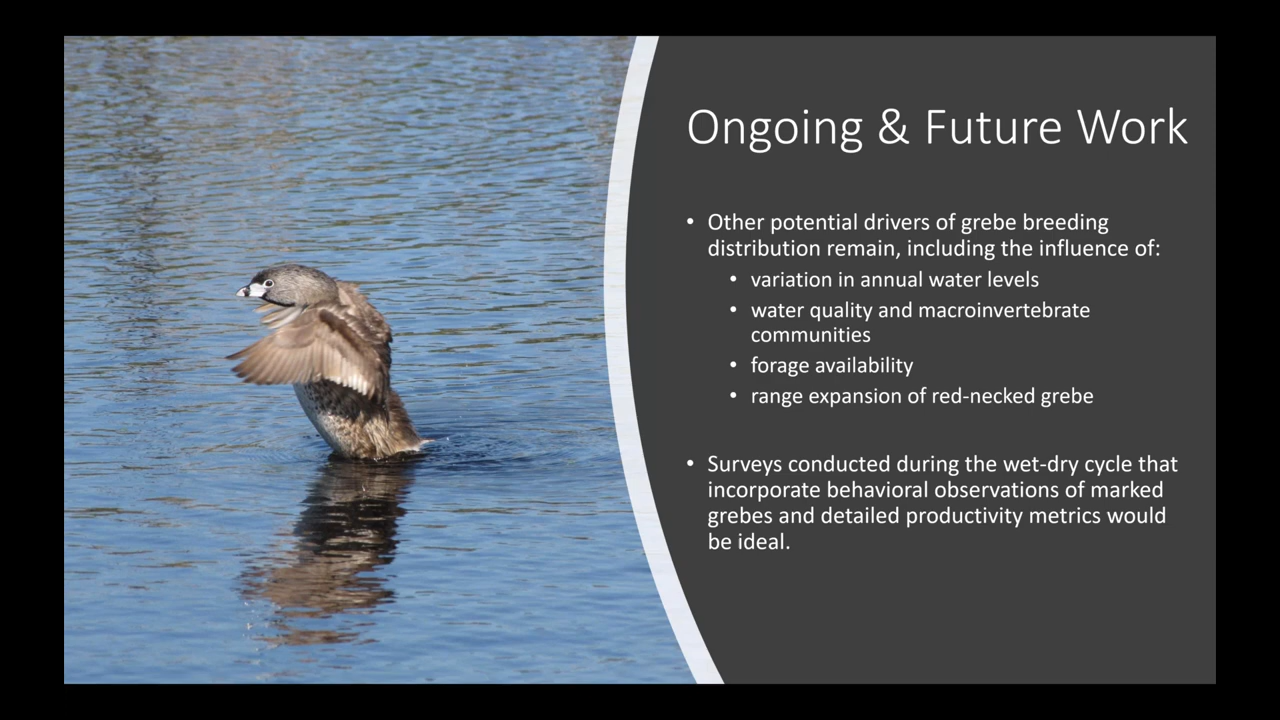 Ongoing & Future Work
• Other potential drivers of grebe breeding
distribution remain, including the influence of:
• variation in annual water levels
• water quality and macroinvertebrate
communities
• forage availability
• range expansion of red-necked grebe
• Surveys conducted during the wet-dry cycle that
incorporate behavioral observations of marked
grebes and detailed productivity metrics would
be ideal.